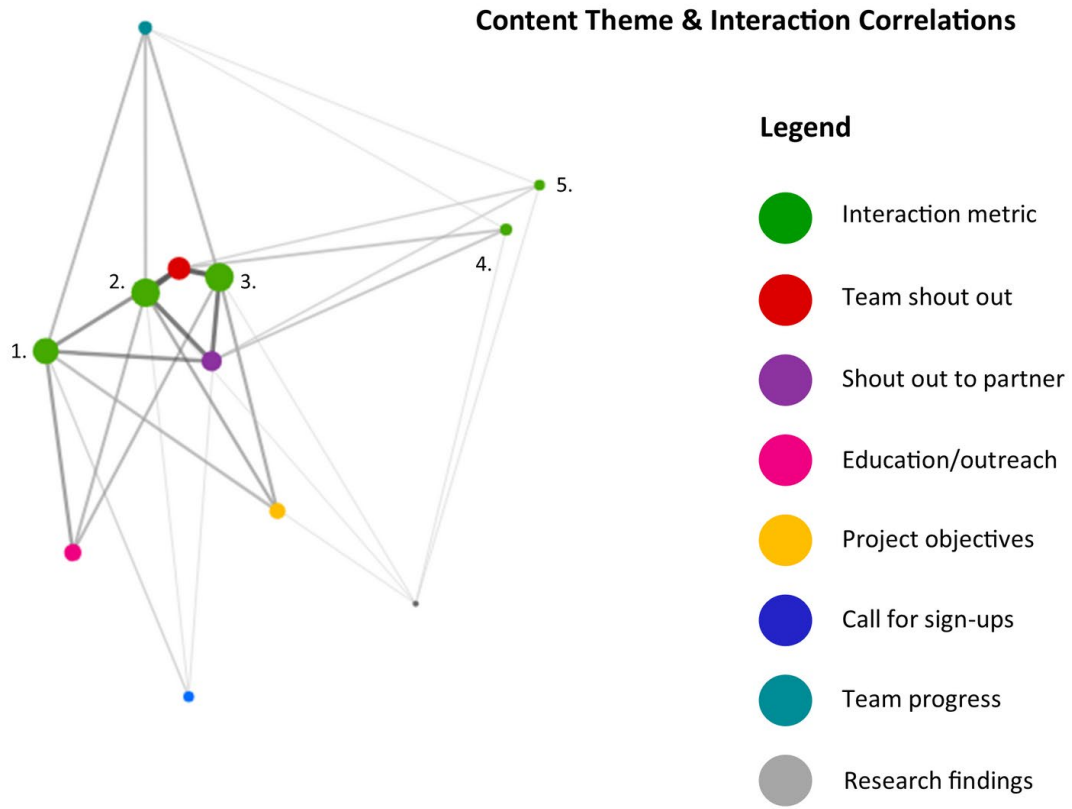 Content Theme & Interaction Correlations
Legend
5.
Interaction metric
4.
2.
3.
Team shout out
1.
Shout out to partner
Education/outreach
Project objectives
Call for sign-ups
Team progress
Research findings